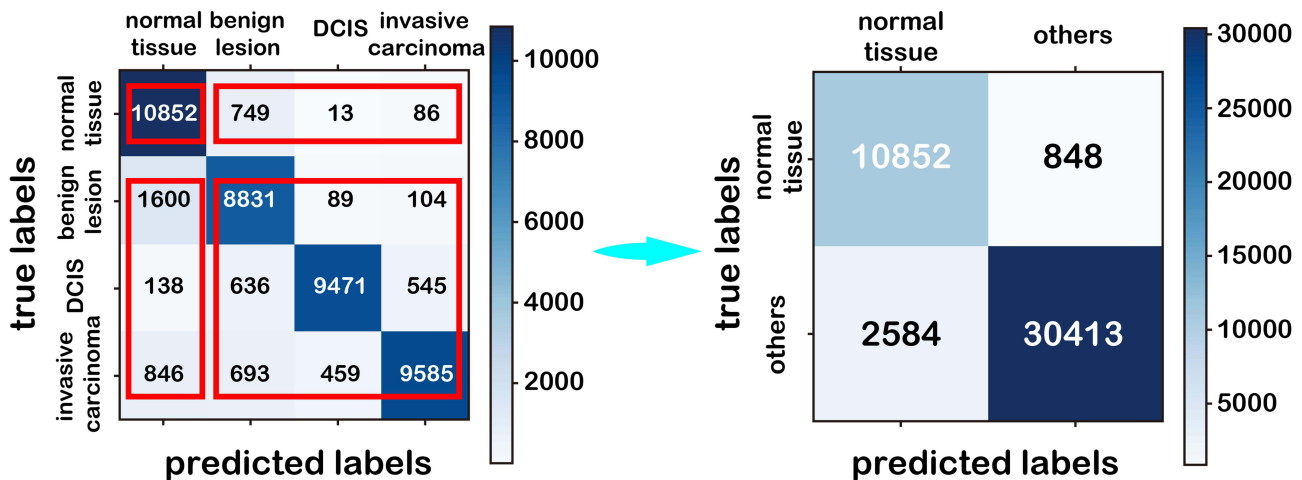 normal tissue
benign lesion
DCIS
invasive carcinoma
true labels
normal tissue
10852 749 13 86
benign lesion
1600 8831 89 104
DCIS
138 636 9471 545
invasive carcinoma
846 693 459 9585
predicted labels
10000
8000
6000
4000
2000
normal tissue
others
true labels
normal tissue
10852 848
others
2584 30413
predicted labels
30000
25000
20000
15000
10000
5000